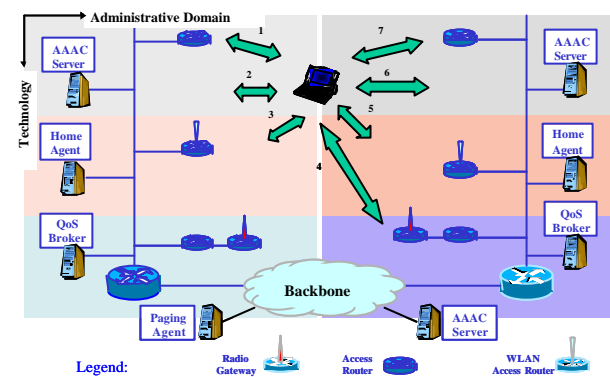 Administrative Domain
Technology
1
2
3
4
5
6
7
AAAC
Server
Home
Agent
QoS
Broker
AAAC
Server
Home
Agent
QoS
Broker
Backbone
Paging
Agent
AAAC
Server
Legend:
Radio
Gateway
Access
Router
WLAN
Access Router